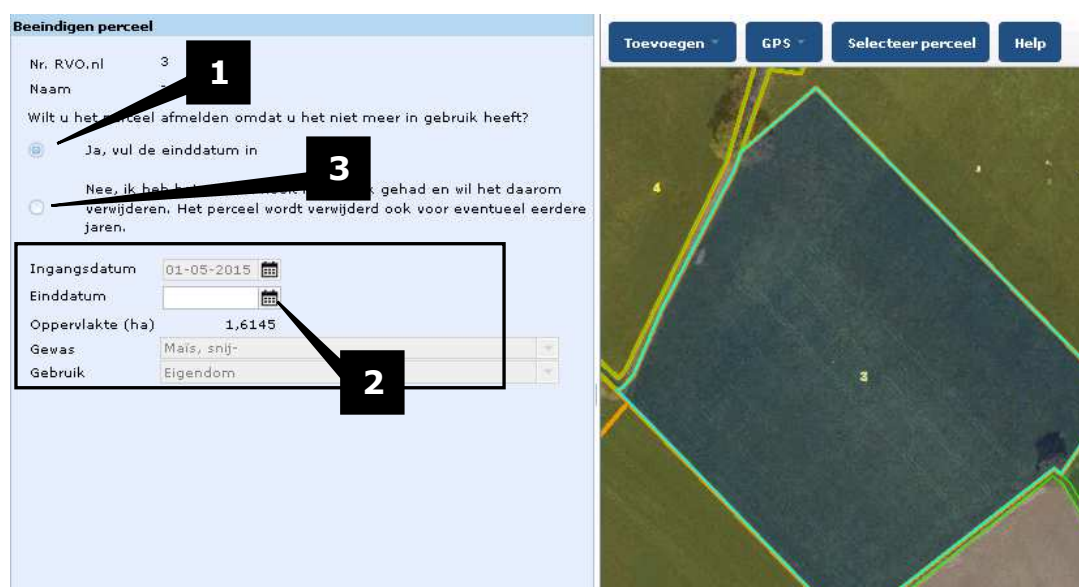 Beeindigen perceel
Toevoegen GPS Selecteer perceel Help
Nr. RVO.nl 3
1
Naam
Wilt u het perceel afmelden omdat u het niet meer in gebruik heeft?
Ja, vul de einddatum in
3
Nee, ik heb gehad en wil het daarom
verwijderen. Het perceel wordt verwijderd ook voor eventueel eerdere
jaren.
Ingangsdatum 01-05-2015
Einddatum
Oppervlakte (ha) 1,6145
Gewas Maïs, snij-
Gebruik Eigendom
2
4
3